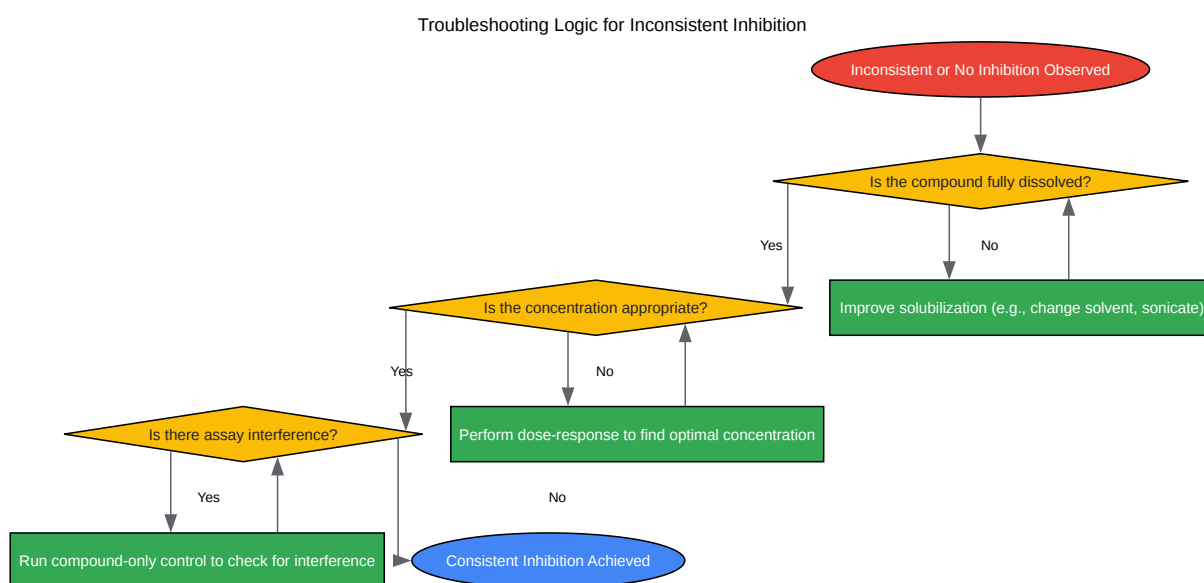 Troubleshooting Logic for Inconsistent Inhibition
Inconsistent or No Inhibition Observed
Is the compound fully dissolved?
Yes
No
Is the concentration appropriate?
Improve solubilization (e.g., change solvent, sonicate)
Yes
No
Is there assay interference?
Perform dose-response to find optimal concentration
Yes
No
Run compound-only control to check for interference
Consistent Inhibition Achieved